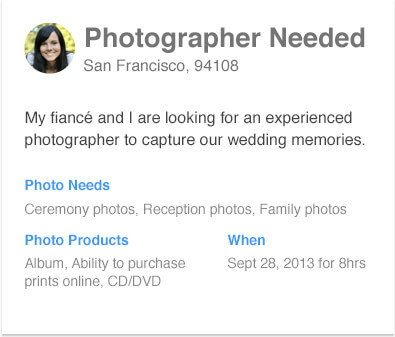 Photographer Needed
San Francisco, 94108
My fiancé and I are looking for an experienced
photographer to capture our wedding memories.
Photo Needs
Ceremony photos, Reception photos, Family photos
Photo Products
Album, Ability to purchase
prints online, CD/DVD
When
Sept 28, 2013 for 8hrs